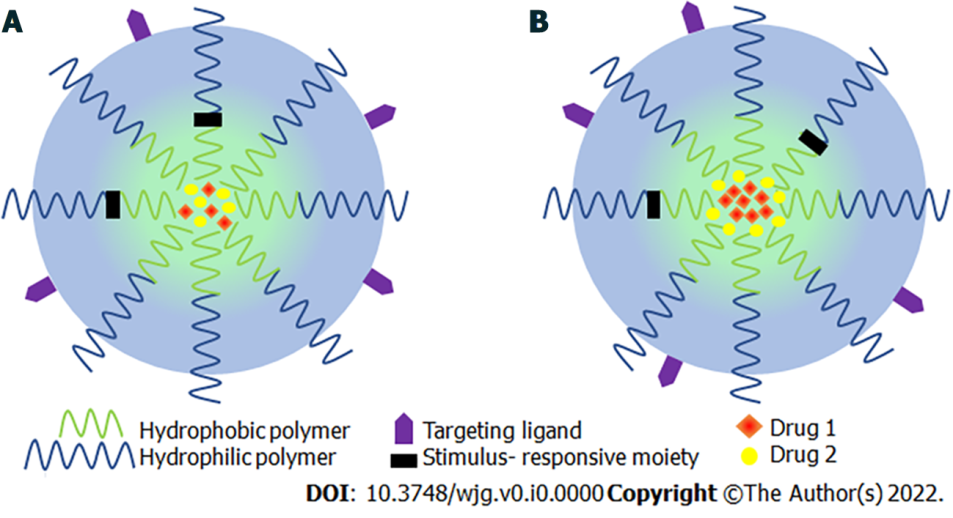 A
B
Hydrophobic polymer
Hydrophilic polymer
Targeting ligand
Stimulus- responsive moiety
Drug 1
Drug 2
DOI: 10.3748/wjg.v0.i0.0000 Copyright ©The Author(s) 2022.